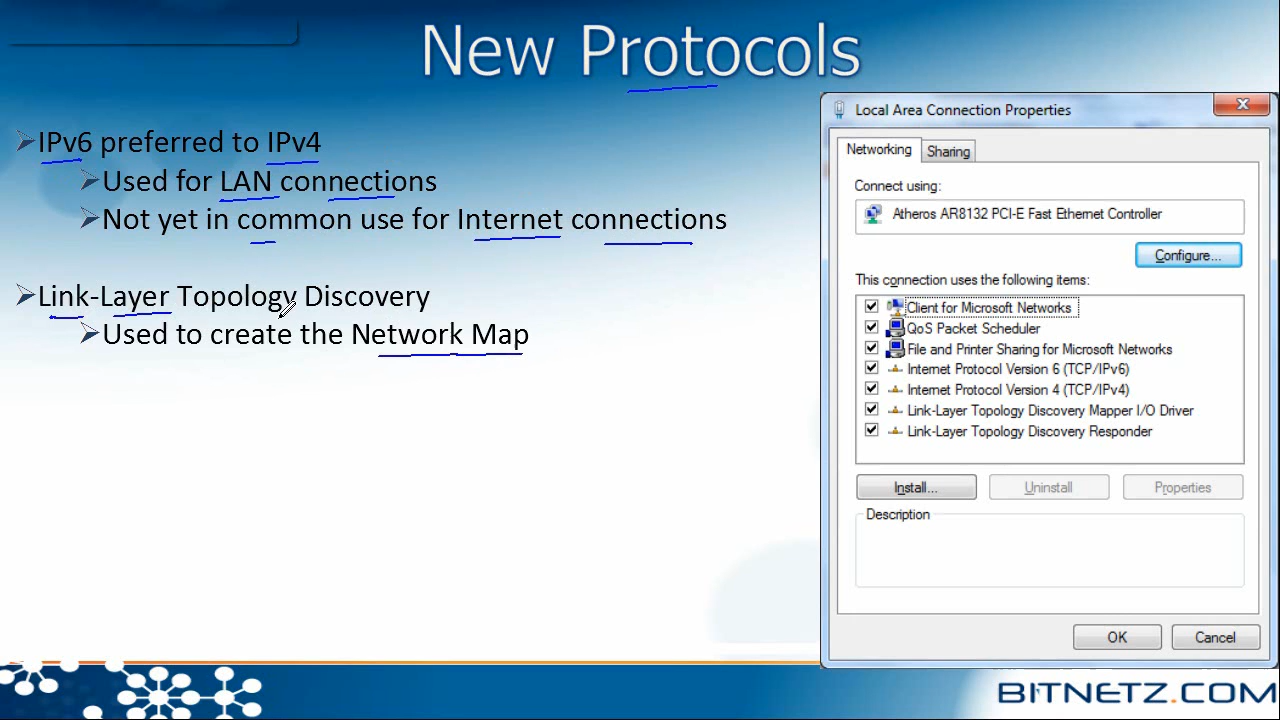 New Protocols
IPv6 preferred to IPv4
Used for LAN connections
Not yet in common use for Internet connections
Link-Layer Topology Discovery
Used to create the Network Map
Local Area Connection Properties
Networking
Sharing
Connect using:
Atheros AR8132 PCI-E Fast Ethernet Controller
Configure...
This connection uses the following items:
Client for Microsoft Networks
QoS Packet Scheduler
File and Printer Sharing for Microsoft Networks
Internet Protocol Version 6 (TCP/IPv6)
Internet Protocol Version 4 (TCP/IPv4)
Link-Layer Topology Discovery Mapper I/O Driver
Link-Layer Topology Discovery Responder
Install...
Uninstall
Properties
Description
OK
Cancel
BITNETZ.COM